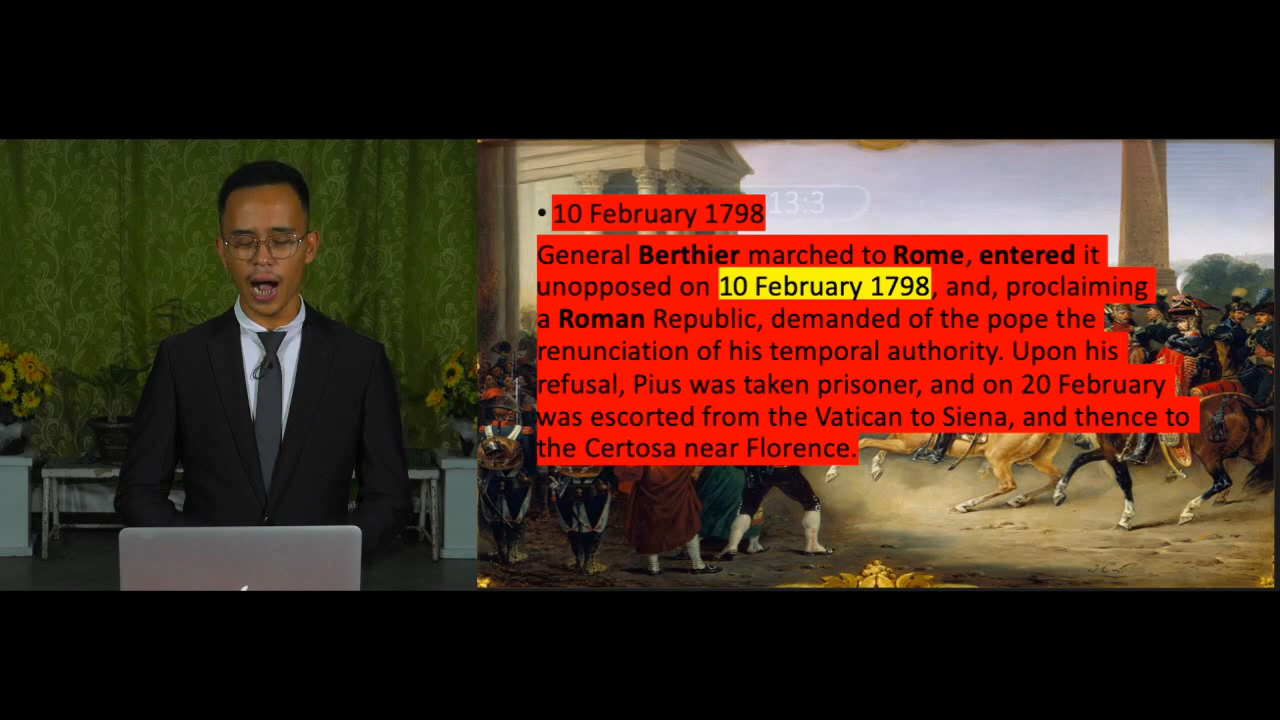 13:3
• 10 February 1798
General Berthier marched to Rome, entered it
unopposed on 10 February 1798, and, proclaiming
a Roman Republic, demanded of the pope the
renunciation of his temporal authority. Upon his
refusal, Pius was taken prisoner, and on 20 February
was escorted from the Vatican to Siena, and thence to
the Certosa near Florence.